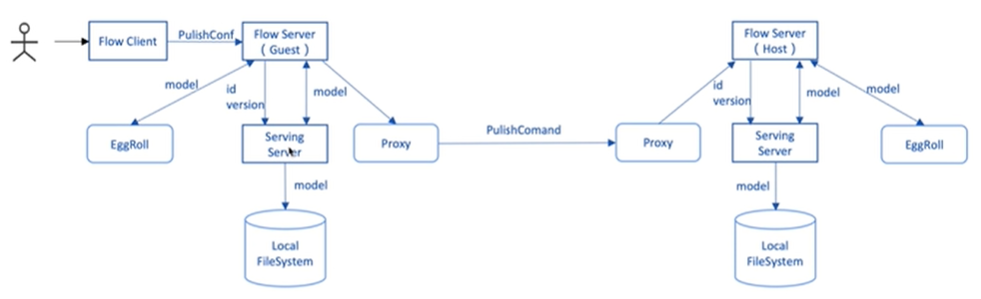 Flow Client
PulishConf
Flow Server
( Guest )
model
id
version
model
EggRoll
Serving
Server
Proxy
model
Local
FileSystem
PulishComand
Flow Server
( Host )
id
version
model
model
Proxy
Serving
Server
EggRoll
model
Local
FileSystem